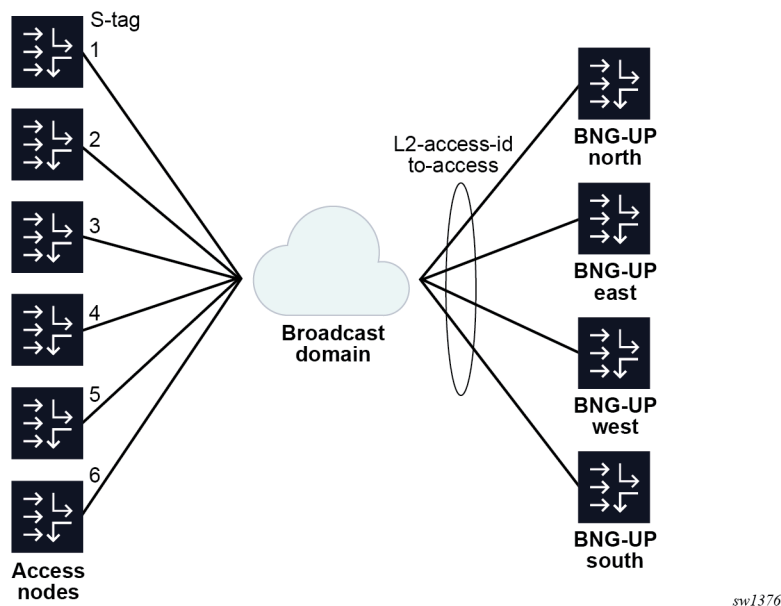 S-tag
1
2
3
4
5
6
Access
nodes
Broadcast
domain
L2-access-id
to-access
BNG-UP
north
BNG-UP
east
BNG-UP
west
BNG-UP
south
sw1376